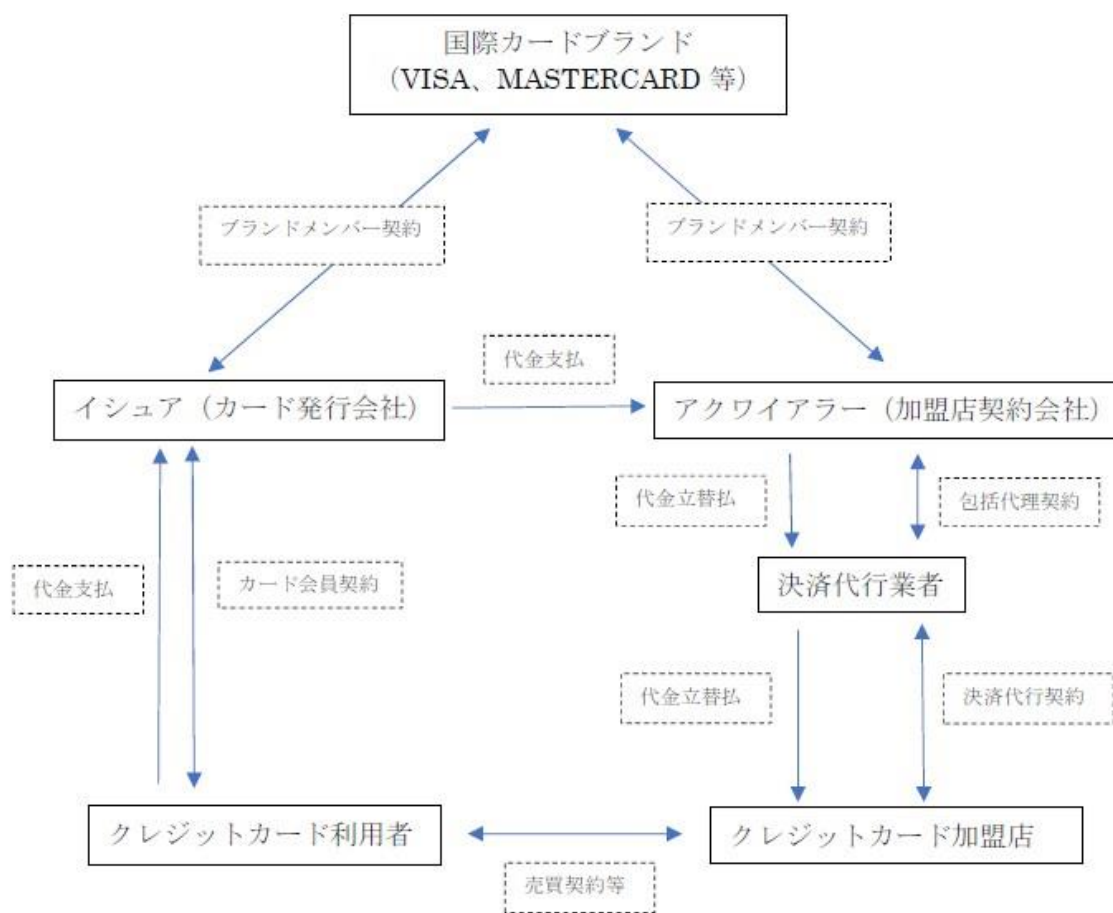 国際カードブランド
（VISA、MASTERCARD 等）
ブランドメンバー契約
ブランドメンバー契約
代金支払
イシュア（カード発行会社）
アクワイアラー（加盟店契約会社）
代金立替払
包括代理契約
代金支払
カード会員契約
決済代行業者
代金立替払
決済代行契約
クレジットカード利用者
クレジットカード加盟店
売買契約等